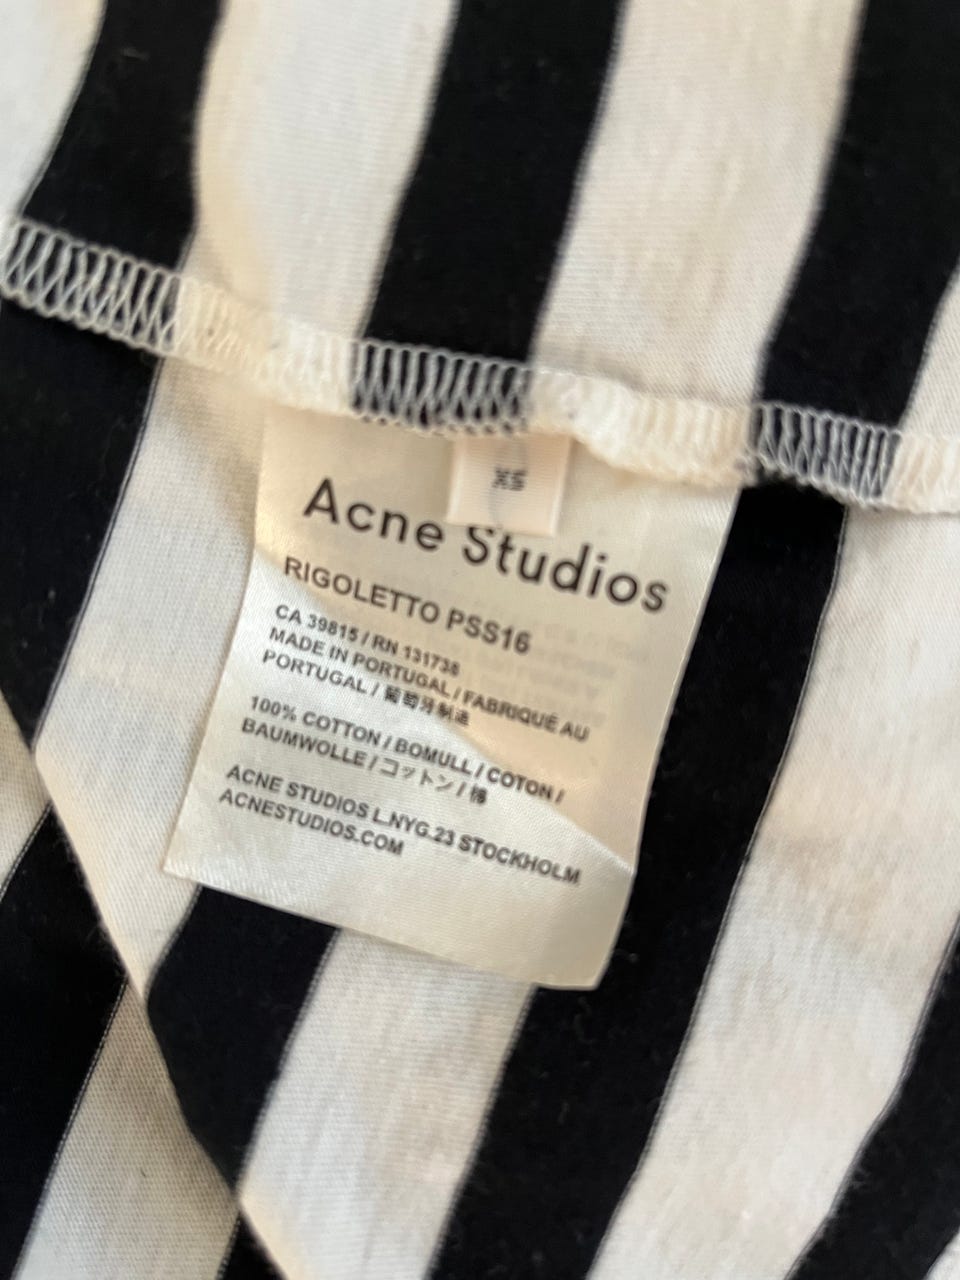 XS
Acne Studios
RIGOLETTO PSS16
CA 39815 / RN 131738
MADE IN PORTUGAL / FABRIQUÉ AU
PORTUGAL / 葡萄牙制造
100% COTTON / BOMULL / COTON /
BAUMWOLLE / コットン / 棉
ACNE STUDIOS L.NYG.23 STOCKHOLM
ACNESTUDIOS.COM